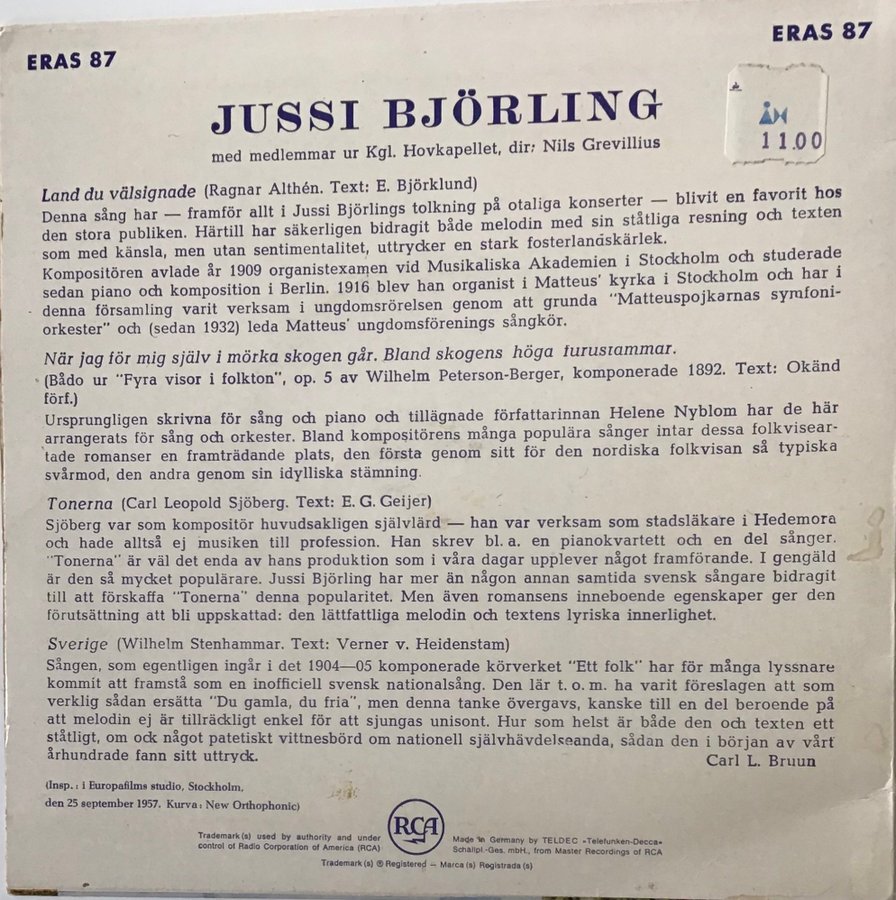 ERAS 87
ERAS 87
JUSSI BJÖRLING
ÅH
11.00
med medlemmar ur Kgl. Hovkapellet, dir: Nils Grevillius
Land du välsignade (Ragnar Althén. Text: E. Björklund)
Denna sång har — framför allt i Jussi Björlings tolkning på otaliga konserter — blivit en favorit hos
den stora publiken. Härtill har säkerligen bidragit både melodin med sin ståtliga resning och texten
som med känsla, men utan sentimentalitet, uttrycker en stark fosterlandskärlek.
Kompositören avlade år 1909 organistexamen vid Musikaliska Akademien i Stockholm och studerade
sedan piano och komposition i Berlin. 1916 blev han organist i Matteus' kyrka i Stockholm och har i
denna församling varit verksam i ungdomsrörelsen genom att grunda "Matteuspojkarnas symfoni-
orkester" och (sedan 1932) leda Matteus' ungdomsförenings sångkör.
När jag för mig själv i mörka skogen går. Bland skogens höga furustammar.
(Bådo ur "Fyra visor i folkton", op. 5 av Wilhelm Peterson-Berger, komponerade 1892. Text: Okänd
förf.)
Ursprungligen skrivna för sång och piano och tillägnade författarinnan Helene Nyblom har de här
arrangerats för sång och orkester. Bland kompositörens många populära sånger intar dessa folkvisear-
tade romanser en framträdande plats, den första genom sitt för den nordiska folkvisan så typiska
svårmod, den andra genom sin idylliska stämning.
Tonerna (Carl Leopold Sjöberg. Text: E. G. Geijer)
Sjöberg var som kompositör huvudsakligen självlärd — han var verksam som stadsläkare i Hedemora
och hade alltså ej musiken till profession. Han skrev bl. a. en pianokvartett och en del sånger.
"Tonerna" är väl det enda av hans produktion som i våra dagar upplever något framförande. I gengäld
är den så mycket populärare. Jussi Björling har mer än någon annan samtida svensk sångare bidragit
till att förskaffa "Tonerna" denna popularitet. Men även romansens inneboende egenskaper ger den
förutsättning att bli uppskattad: den lättfattliga melodin och textens lyriska innerlighet.
Sverige (Wilhelm Stenhammar. Text: Verner v. Heidenstam)
Sången, som egentligen ingår i det 1904—05 komponerade körverket "Ett folk" har för många lyssnare
kommit att framstå som en inofficiell svensk nationalsång. Den lär t. o. m. ha varit föreslagen att som
verklig sådan ersätta "Du gamla, du fria", men denna tanke övergavs, kanske till en del beroende på
att melodin ej är tillräckligt enkel för att sjungas unisont. Hur som helst är både den och texten ett
ståtligt, om ock något patetiskt vittnesbörd om nationell självhävdelseanda, sådan den i början av vårt
århundrade fann sitt uttryck.
Carl L. Bruun
(Insp.: i Europafilms studio, Stockholm,
den 25 september 1957. Kurva: New Orthophonic)
Trademark(s) used by authority and under
control of Radio Corporation of America (RCA)
RCA
Made in Germany by TELDEC »Telefunken-Decca«
Schallpl.-Ges. mbH., from Master Recordings of RCA
Trademark (s) ® Registered — Marca (s) Registrada (s)